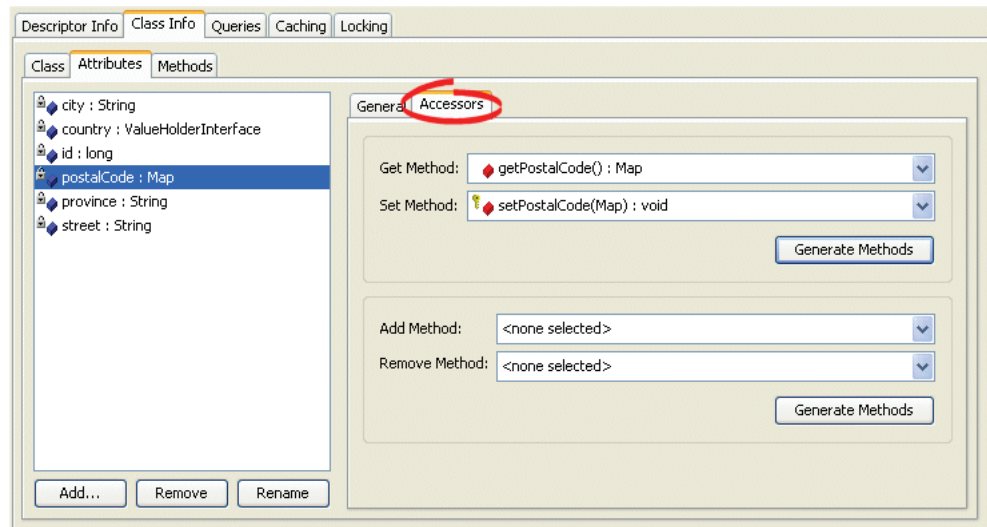 Descriptor Info Class Info Queries Caching Locking
Class Attributes Methods
city : String
country : ValueHolderInterface
id : long
postalCode : Map
province : String
street : String
Add... Remove Rename
General Accessors
Get Method: getPostalCode() : Map
Set Method: setPostalCode(Map) : void
Generate Methods
Add Method: <none selected>
Remove Method: <none selected>
Generate Methods